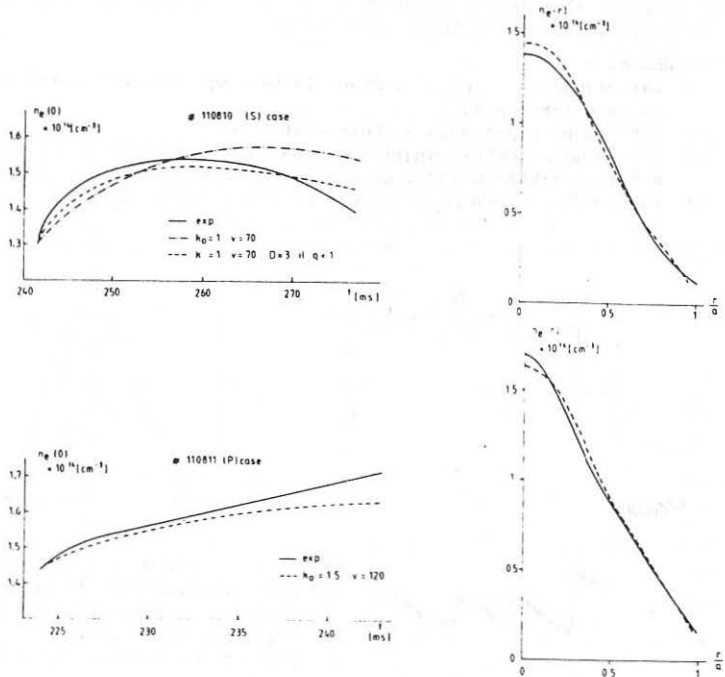 n_e(0)
× 10^14 [cm^-3]
# 110810 (S) case
1.6
1.5
1.4
1.3
exp
k_0 = 1 v = 70
k = 1 v = 70 D×3 if q<1
240
250
260
270
t
[ms]
× 10^14 [cm^-3]
1.5
1
0.5
0
0
0.5
1
r/a
n_e(0)
× 10^14 [cm^-3]
# 110811 (P) case
1.7
1.6
1.5
1.4
exp
k_0 = 1.5 v = 120
225
230
235
240
t
[ms]
× 10^14 [cm^-3]
1.5
1
0.5
0
0
0.5
1
r/a